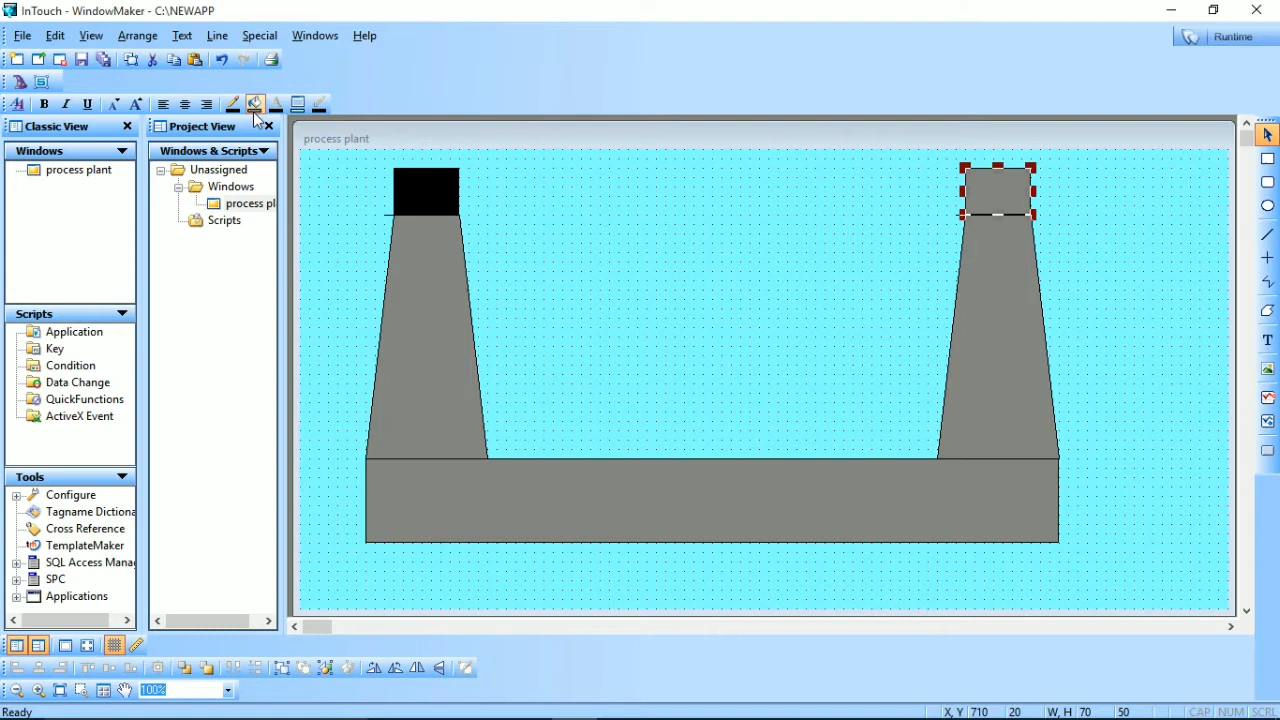 InTouch - WindowMaker - C:\NEWAPP
File Edit View Arrange Text Line Special Windows Help
Runtime
B I U A A
Classic View
Project View
Windows
Windows & Scripts
process plant
process plant
Unassigned
Windows
process pl
Scripts
Scripts
Application
Key
Condition
Data Change
QuickFunctions
ActiveX Event
Tools
Configure
Tagname Dictiona
Cross Reference
TemplateMaker
SQL Access Mana
SPC
Applications
T
100%
Ready
X, Y 710 20 W, H 70 50 CAP NUM SCRL